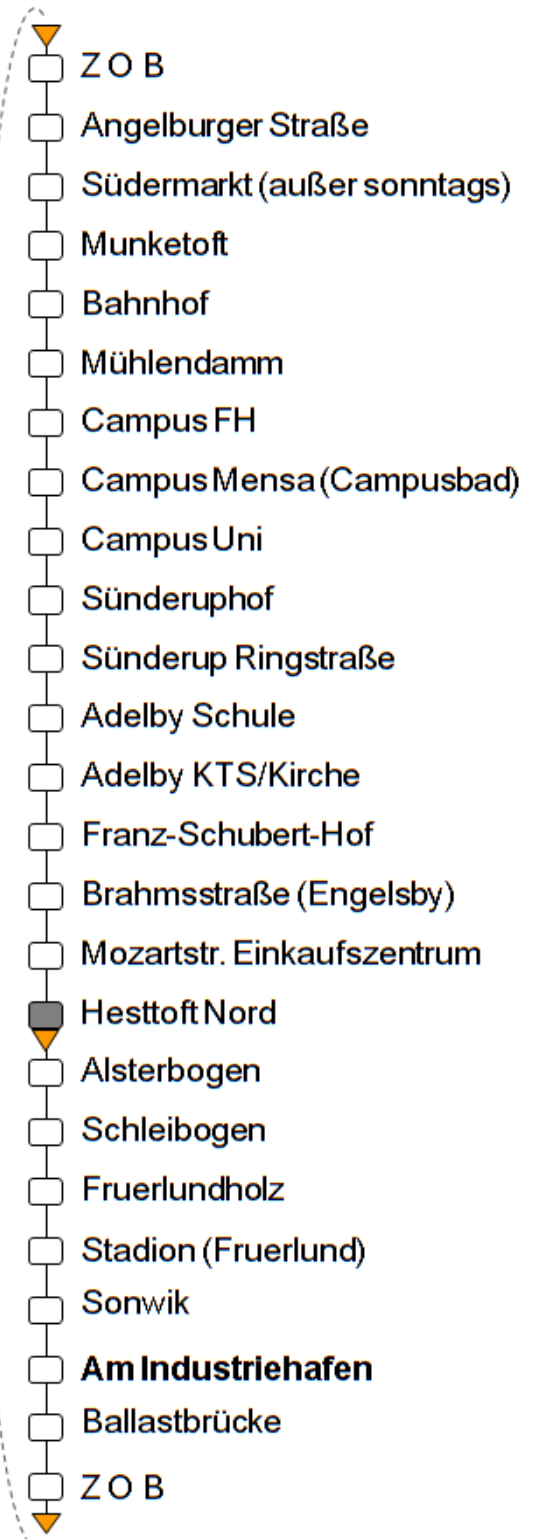 Z O B
Angelburger Straße
Südermarkt (außer sonntags)
Munketoft
Bahnhof
Mühlendamm
Campus FH
Campus Mensa (Campusbad)
Campus Uni
Sünderuphof
Sünderup Ringstraße
Adelby Schule
Adelby KTS/Kirche
Franz-Schubert-Hof
Brahmsstraße (Engelsby)
Mozartstr. Einkaufszentrum
Hesttoft Nord
Alsterbogen
Schleibogen
Fruerlundholz
Stadion (Fruerlund)
Sonwik
Am Industriehafen
Ballastbrücke
Z O B